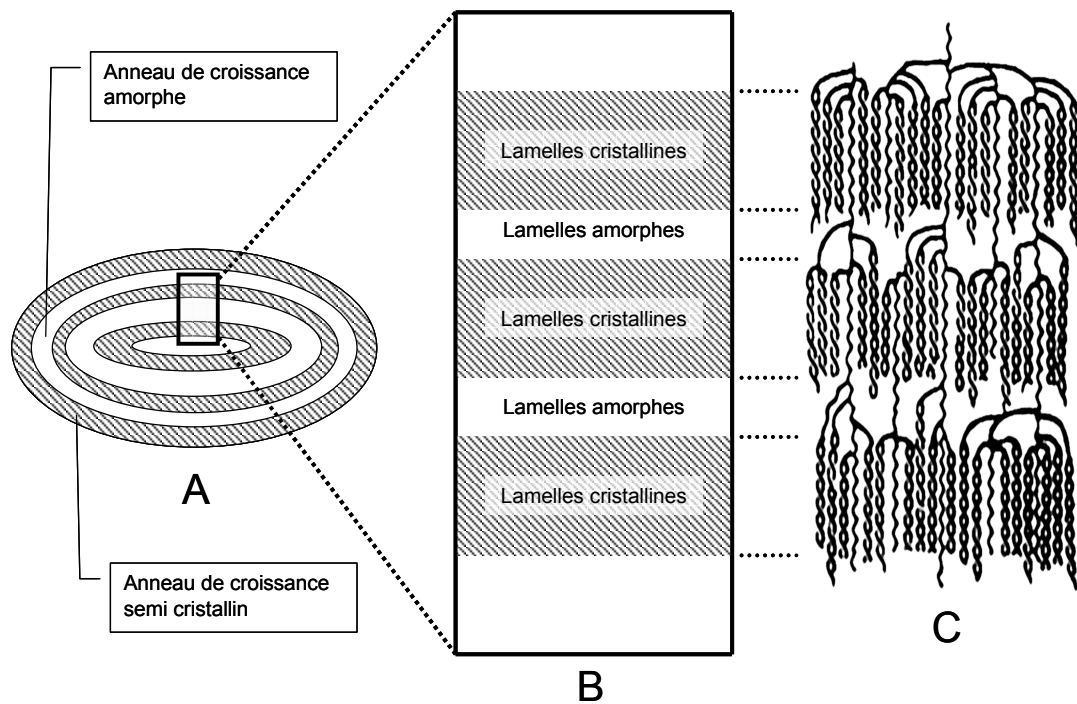 Anneau de croissance
amorphe
A
Anneau de croissance
semi cristallin
Lamelles cristallines
Lamelles amorphes
Lamelles cristallines
Lamelles amorphes
Lamelles cristallines
B
C